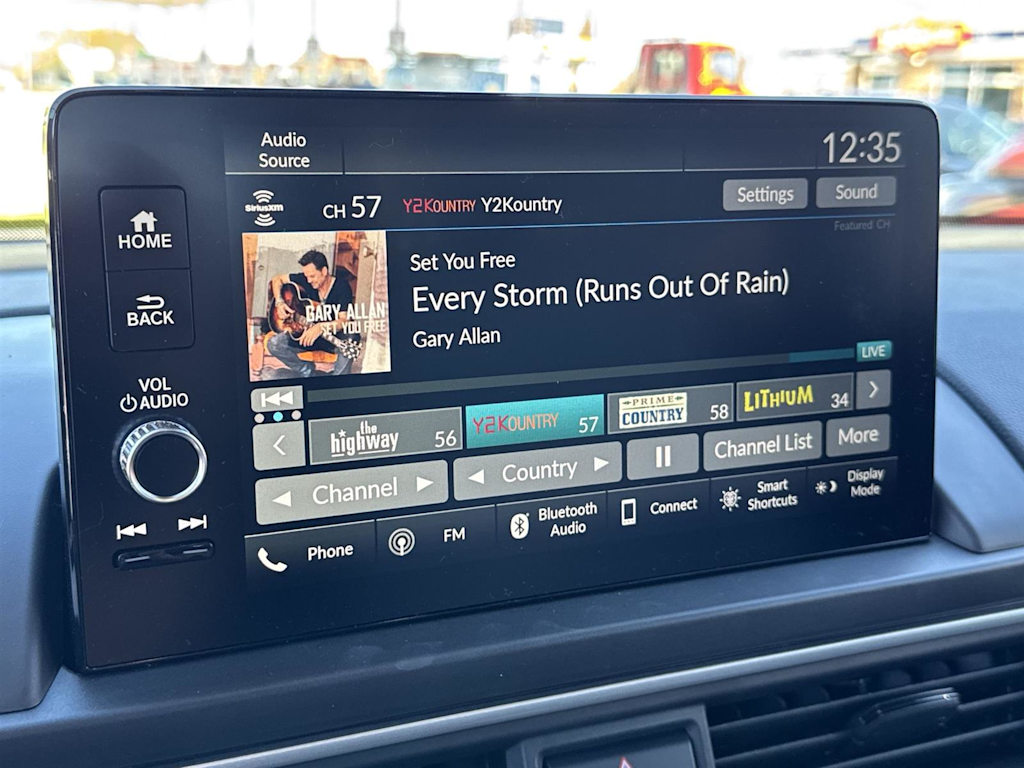 Audio
Source
12:35
HOME
BACK
VOL
AUDIO
SiriusXM
CH 57
Y2KOUNTRY Y2Kountry
Settings
Sound
Featured CH
GARY ALLAN
SET YOU FREE
Set You Free
Every Storm (Runs Out Of Rain)
Gary Allan
LIVE
the
highway 56
Y2KOUNTRY 57
PRIME
COUNTRY 58
LITHIUM 34
Channel
Country
Channel List
More
Phone
FM
Bluetooth
Audio
Connect
Smart
Shortcuts
Display
Mode